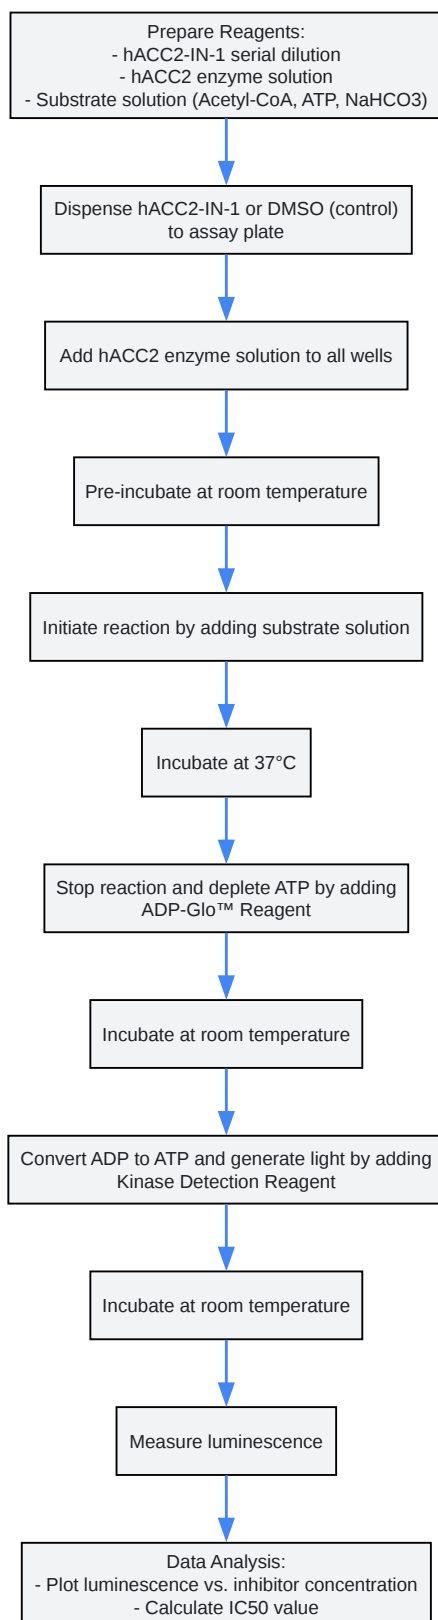 Prepare Reagents:
- hACC2-IN-1 serial dilution
- hACC2 enzyme solution
- Substrate solution (Acetyl-CoA, ATP, NaHCO3)
Dispense hACC2-IN-1 or DMSO (control)
to assay plate
Add hACC2 enzyme solution to all wells
Pre-incubate at room temperature
Initiate reaction by adding substrate solution
Incubate at 37°C
Stop reaction and deplete ATP by adding
ADP-Glo™ Reagent
Incubate at room temperature
Convert ADP to ATP and generate light by adding
Kinase Detection Reagent
Incubate at room temperature
Measure luminescence
Data Analysis:
- Plot luminescence vs. inhibitor concentration
- Calculate IC50 value